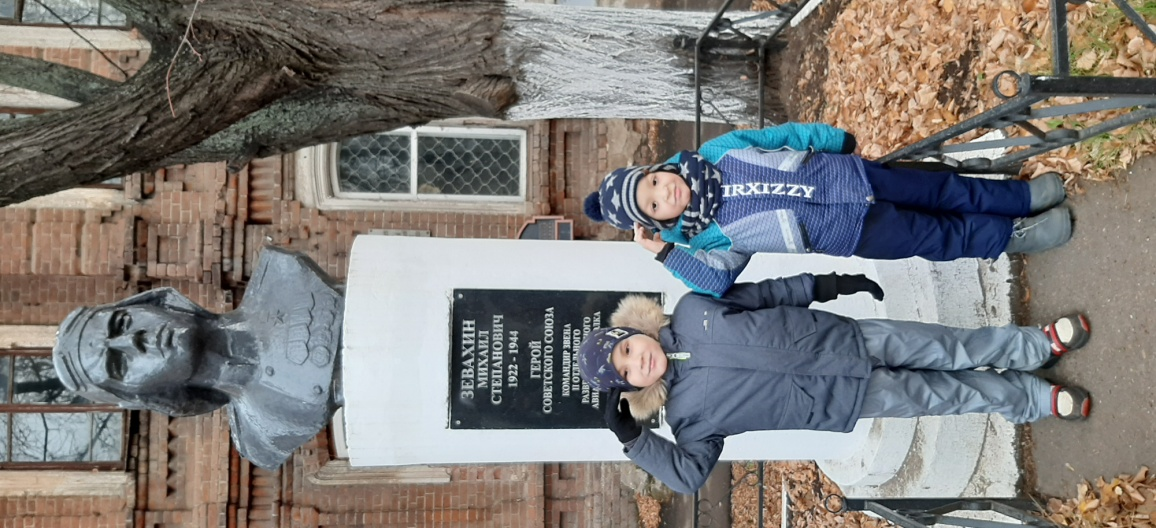 ЗЕВАХИН
МИХАИЛ
СТЕПАНОВИЧ
1922 - 1944
ГЕРОЙ
СОВЕТСКОГО СОЮЗА
КОМАНДИР ЗВЕНА
IRXIZZY